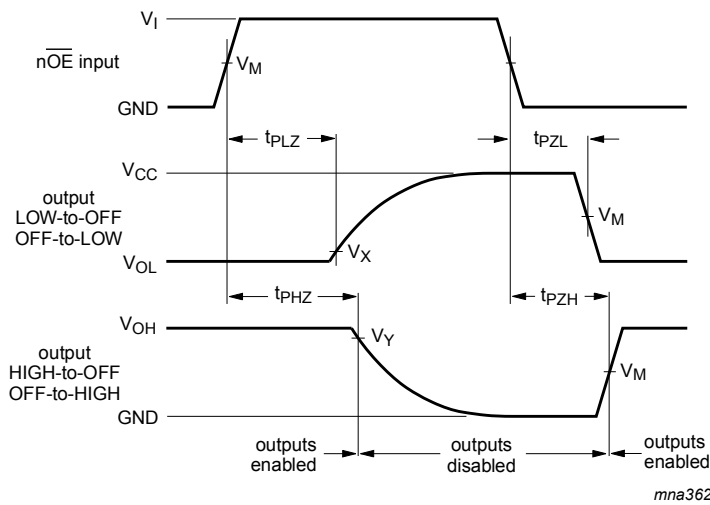 V_I
nOE input
V_M
GND
t_PLZ
t_PZL
V_CC
output
LOW-to-OFF
OFF-to-LOW
V_M
V_X
V_OL
t_PHZ
t_PZH
V_OH
V_Y
output
HIGH-to-OFF
OFF-to-HIGH
V_M
GND
outputs
enabled
outputs
disabled
outputs
enabled
mna362